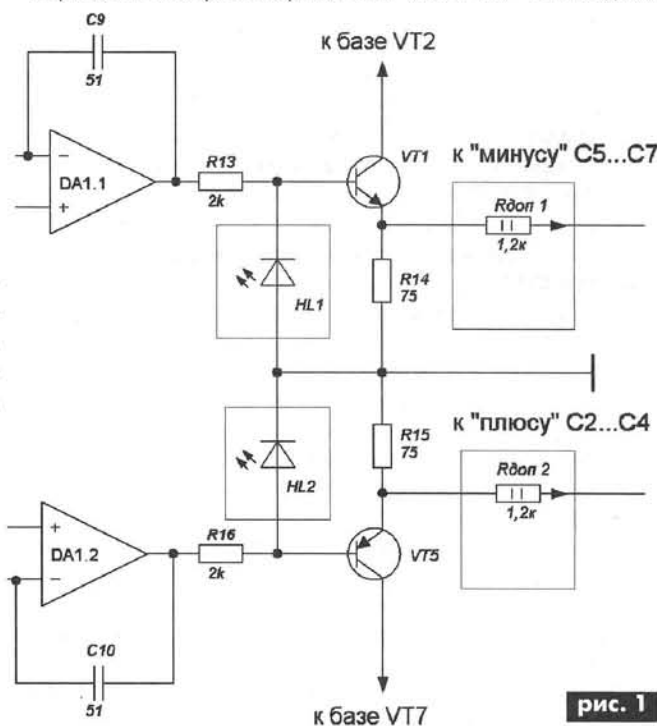 C9
51
к базе VT2
DA1.1
−
+
R13
2k
VT1
к "минусу" C5...C7
Rдоп 1
1,2к
R14
75
HL1
HL2
R15
75
к "плюсу" C2...C4
Rдоп 2
1,2к
DA1.2
+
−
R16
2k
VT5
C10
51
к базе VT7
рис. 1